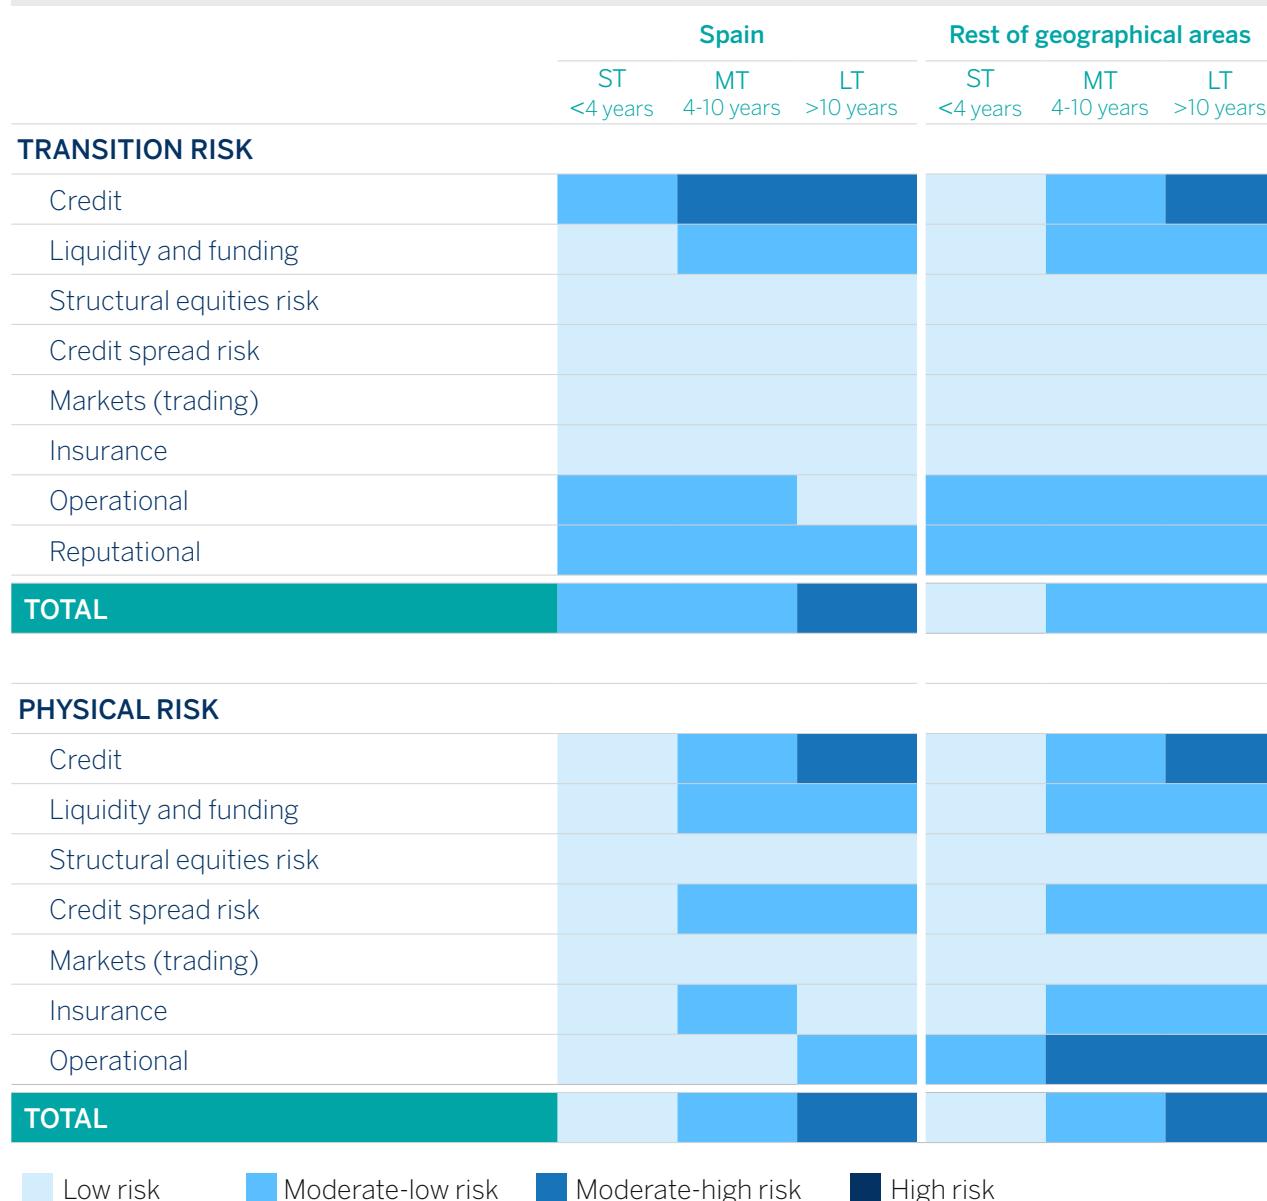 Spain Rest of geographical areas
ST MT LT ST MT LT
<4 years 4-10 years >10 years <4 years 4-10 years >10 years
TRANSITION RISK
Credit
Liquidity and funding
Structural equities risk
Credit spread risk
Markets (trading)
Insurance
Operational
Reputational
TOTAL
PHYSICAL RISK
Credit
Liquidity and funding
Structural equities risk
Credit spread risk
Markets (trading)
Insurance
Operational
TOTAL
Low risk Moderate-low risk Moderate-high risk High risk